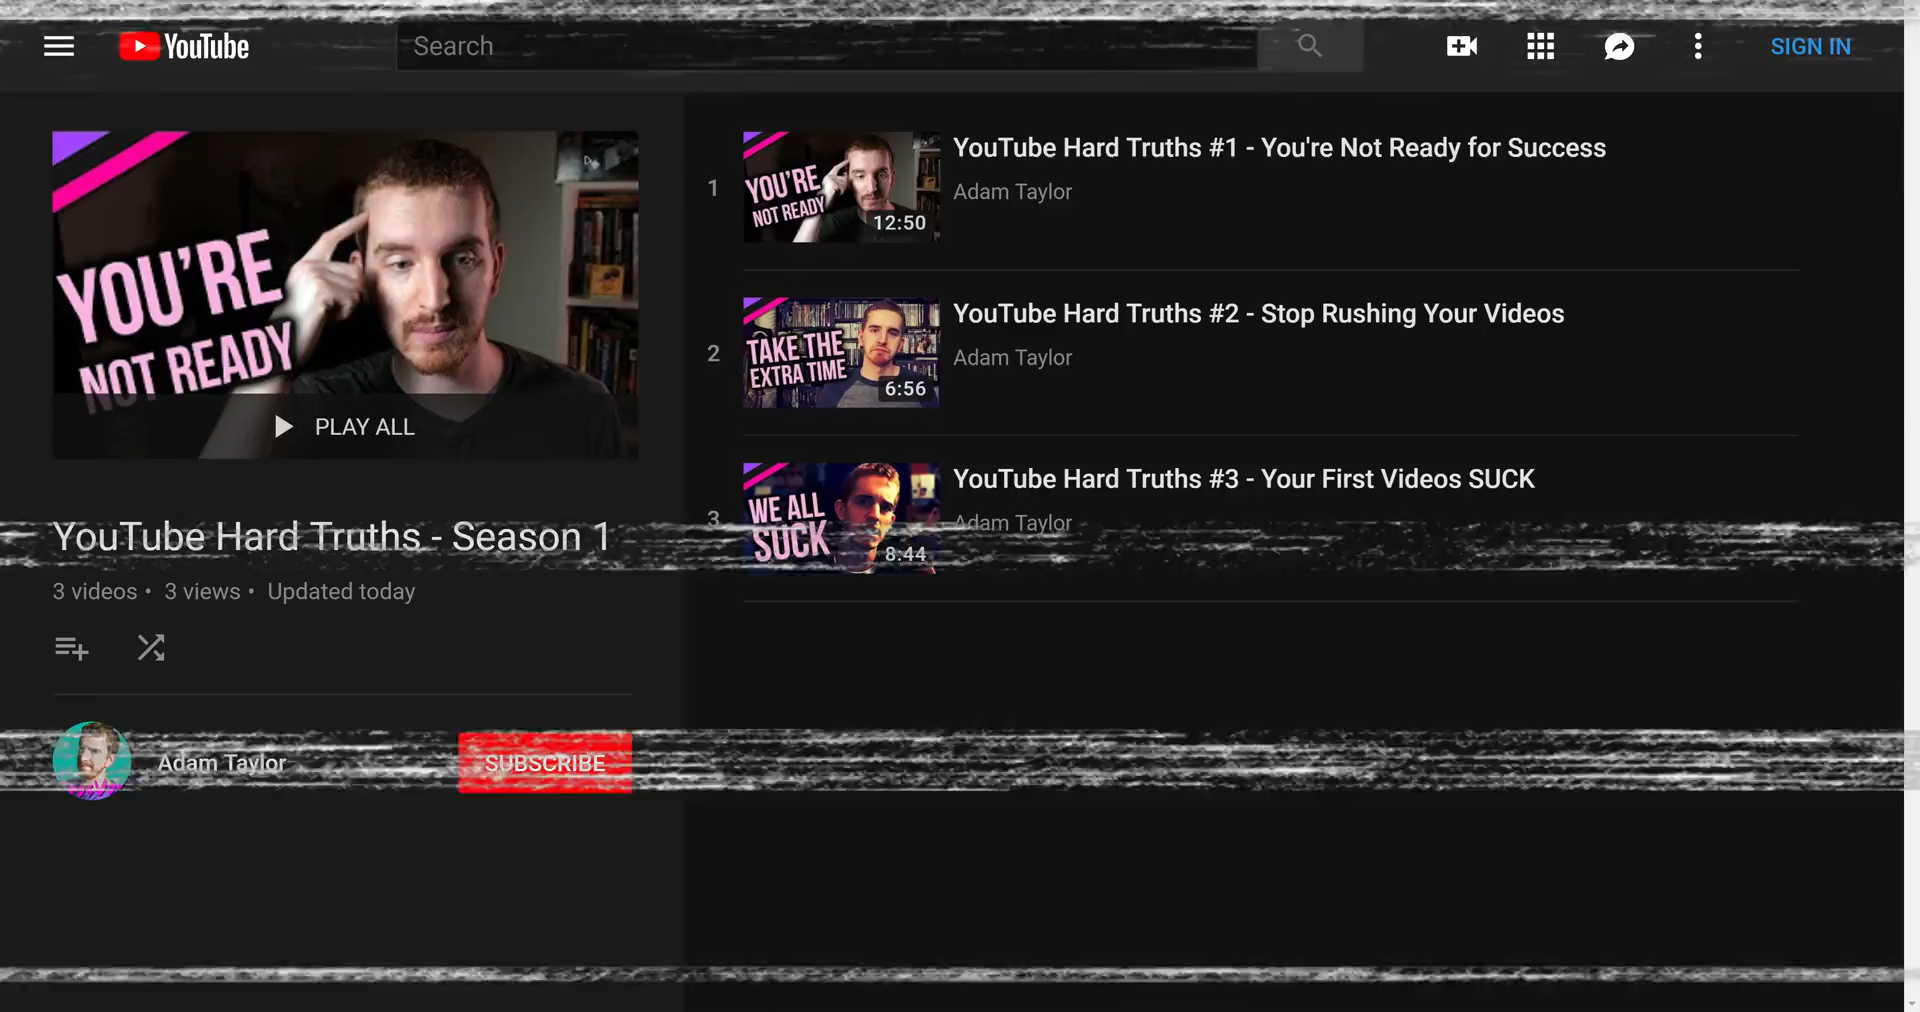 YouTube
Search
SIGN IN
YOU'RE
NOT READY
PLAY ALL
YouTube Hard Truths - Season 1
3 videos • 3 views • Updated today
Adam Taylor
SUBSCRIBE
1
YOU'RE
NOT READY
12:50
YouTube Hard Truths #1 - You're Not Ready for Success
Adam Taylor
2
TAKE THE
EXTRA TIME
6:56
YouTube Hard Truths #2 - Stop Rushing Your Videos
Adam Taylor
3
WE ALL
SUCK
8:44
YouTube Hard Truths #3 - Your First Videos SUCK
Adam Taylor